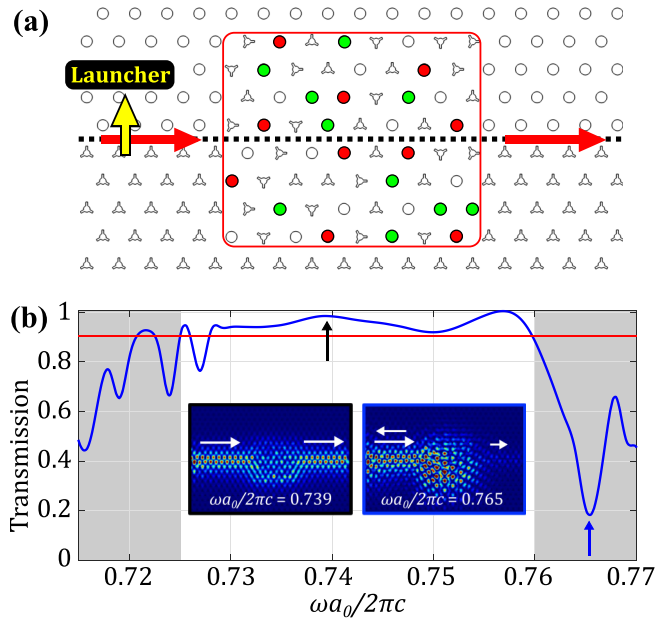 (a)
Launcher
(b)
1
0.8
0.6
0.4
0.2
0
Transmission
ωa₀/2πc = 0.739
ωa₀/2πc = 0.765
0.72 0.73 0.74 0.75 0.76 0.77
ωa₀/2πc